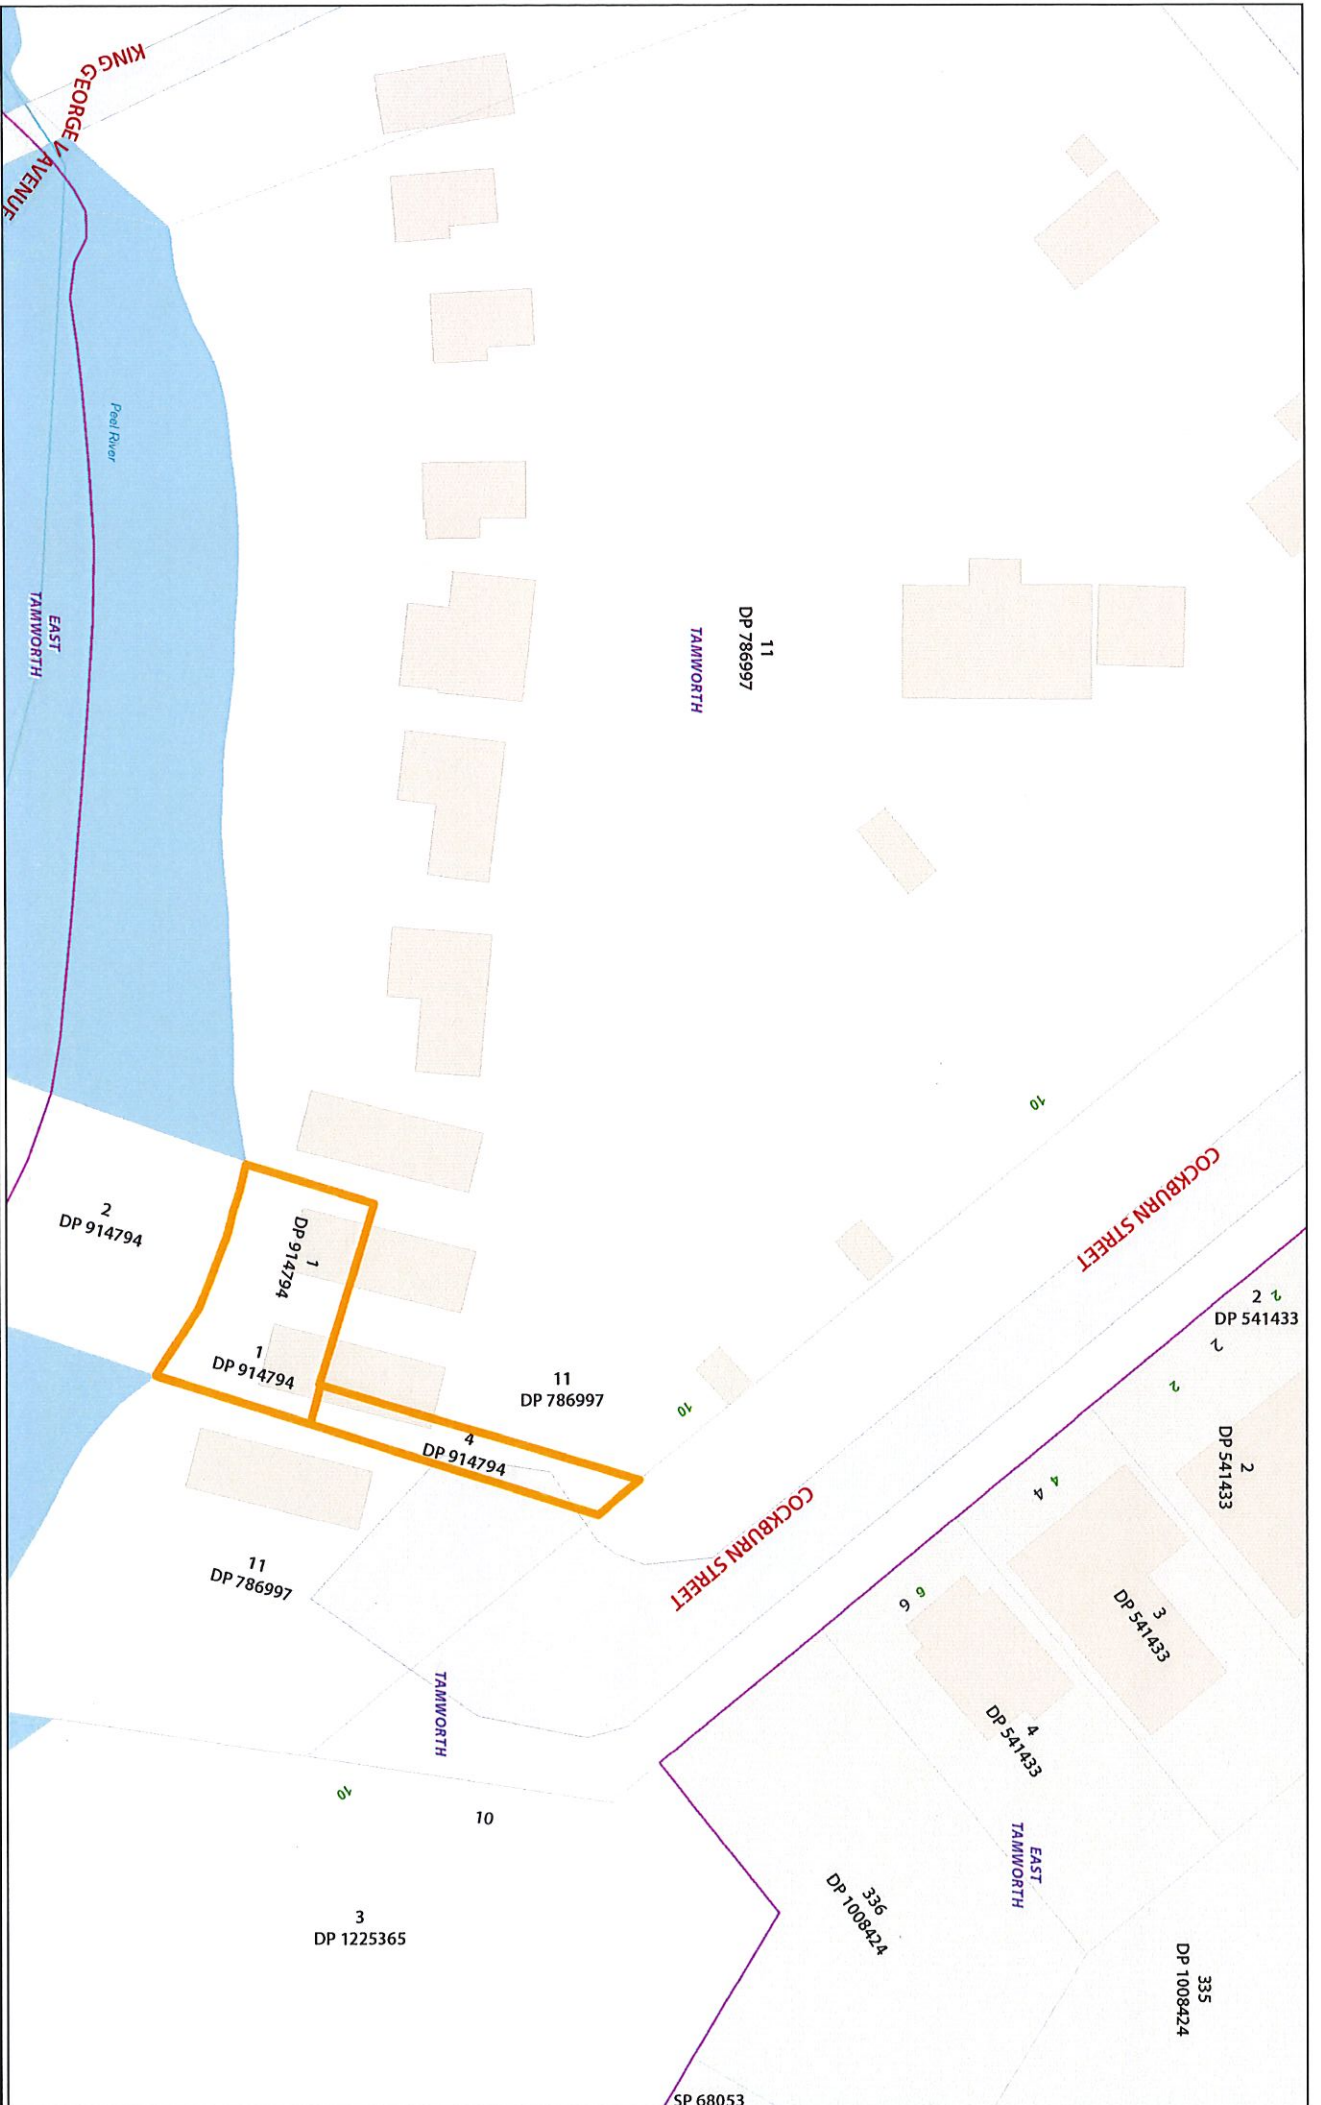 KING GEORGE V AVENUE
Peel River
EAST
TAMWORTH
11
DP 786997
TAMWORTH
10
COCKBURN STREET
2
DP 914794
1
DP 914794
1
DP 914794
11
DP 786997
10
4
DP 914794
COCKBURN STREET
2
2
DP 541433
2
2
2
DP 541433
4
4
6
6
3
DP 541433
11
DP 786997
TAMWORTH
4
DP 541433
10
10
EAST
TAMWORTH
336
DP 1008424
3
DP 1225365
335
DP 1008424
SP 68053